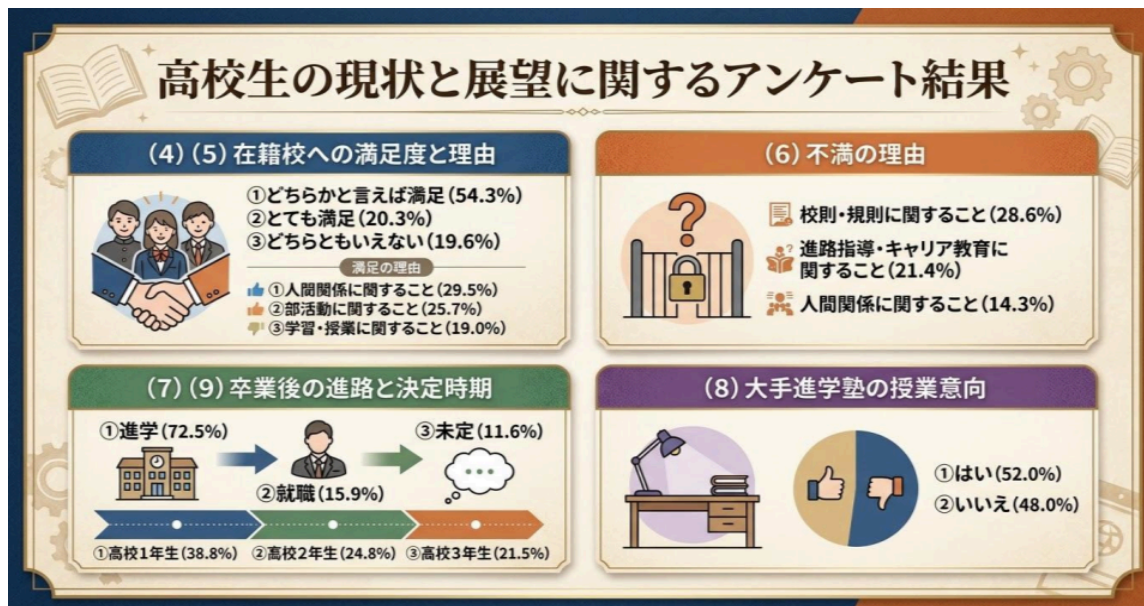 高校生の現状と展望に関するアンケート結果
(4)(5)在籍校への満足度と理由
①どちらかと言えば満足(54.3%)
②とても満足(20.3%)
③どちらともいえない(19.6%)
満足の理由
①人間関係に関すること(29.5%)
②部活動に関すること(25.7%)
③学習・授業に関すること(19.0%)
(6)不満の理由
校則・規則に関すること(28.6%)
進路指導・キャリア教育に
関すること(21.4%)
人間関係に関すること(14.3%)
(7)(9)卒業後の進路と決定時期
①進学(72.5%)
②就職(15.9%)
③未定(11.6%)
①高校1年生(38.8%)
②高校2年生(24.8%)
③高校3年生(21.5%)
(8)大手進学塾の授業意向
①はい(52.0%)
②いいえ(48.0%)